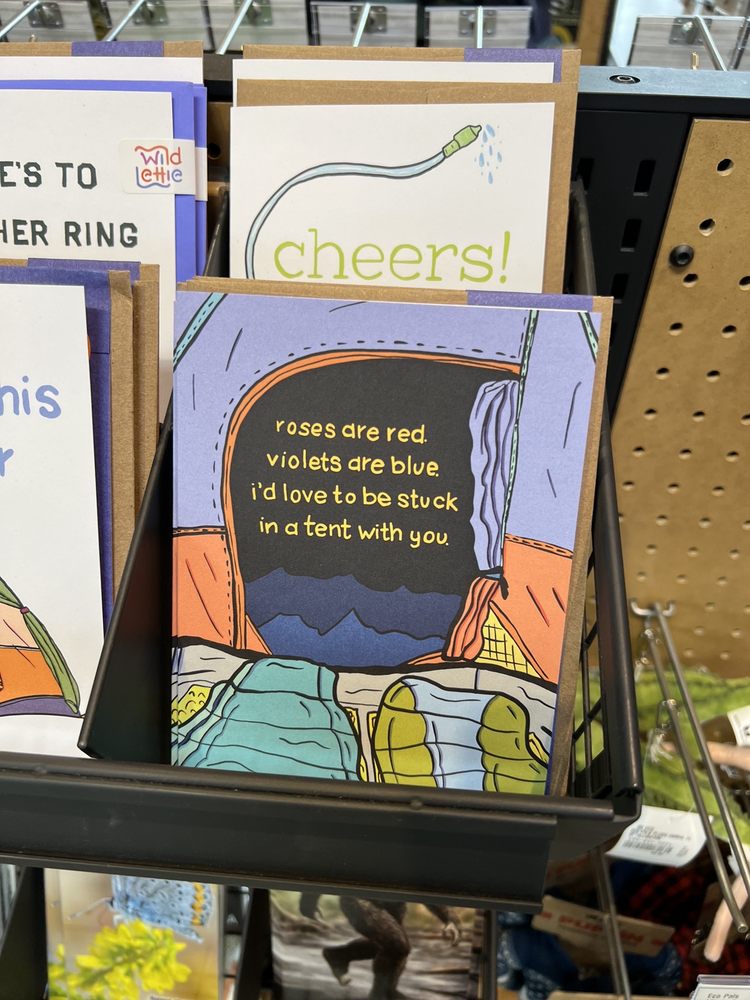 E'S TO
HER RING
wild
lettie
cheers!
his
r
roses are red.
violets are blue.
i'd love to be stuck
in a tent with you.